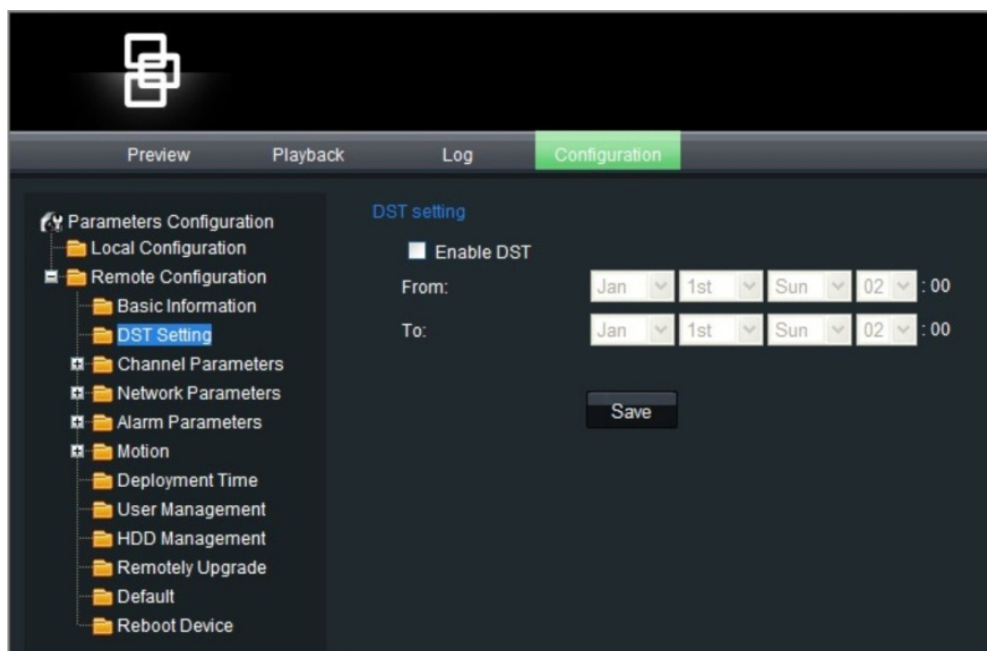 Preview Playback Log Configuration
Parameters Configuration
Local Configuration
Remote Configuration
Basic Information
DST Setting
Channel Parameters
Network Parameters
Alarm Parameters
Motion
Deployment Time
User Management
HDD Management
Remotely Upgrade
Default
Reboot Device
DST setting
Enable DST
From: Jan 1st Sun 02 : 00
To: Jan 1st Sun 02 : 00
Save